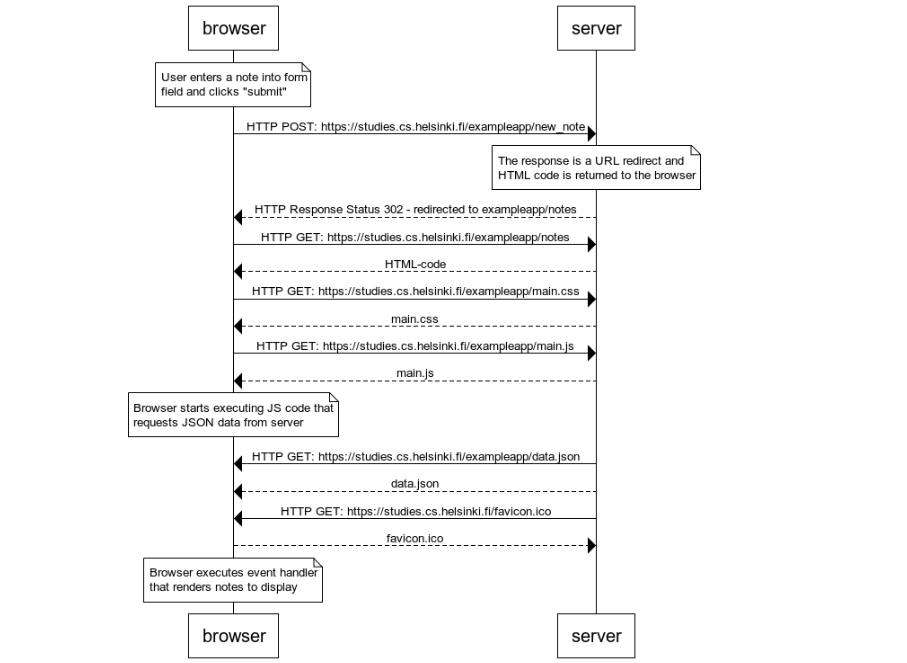 browser
server
User enters a note into form
field and clicks "submit"
HTTP POST: https://studies.cs.helsinki.fi/exampleapp/new_note
The response is a URL redirect and
HTML code is returned to the browser
HTTP Response Status 302 - redirected to exampleapp/notes
HTTP GET: https://studies.cs.helsinki.fi/exampleapp/notes
HTML-code
HTTP GET: https://studies.cs.helsinki.fi/exampleapp/main.css
main.css
HTTP GET: https://studies.cs.helsinki.fi/exampleapp/main.js
main.js
Browser starts executing JS code that
requests JSON data from server
HTTP GET: https://studies.cs.helsinki.fi/exampleapp/data.json
data.json
HTTP GET: https://studies.cs.helsinki.fi/favicon.ico
favicon.ico
Browser executes event handler
that renders notes to display
browser
server